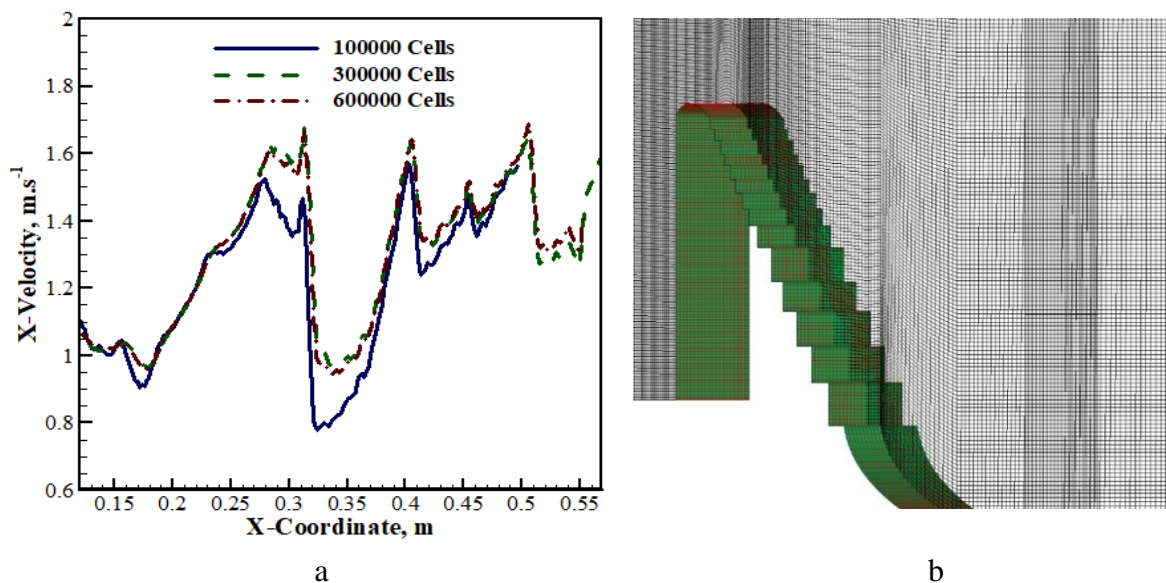 2
1.8
1.6
1.4
1.2
1
0.8
0.6
X-Velocity, m.s-1
100000 Cells
300000 Cells
600000 Cells
0.15 0.2 0.25 0.3 0.35 0.4 0.45 0.5 0.55
X-Coordinate, m
a b